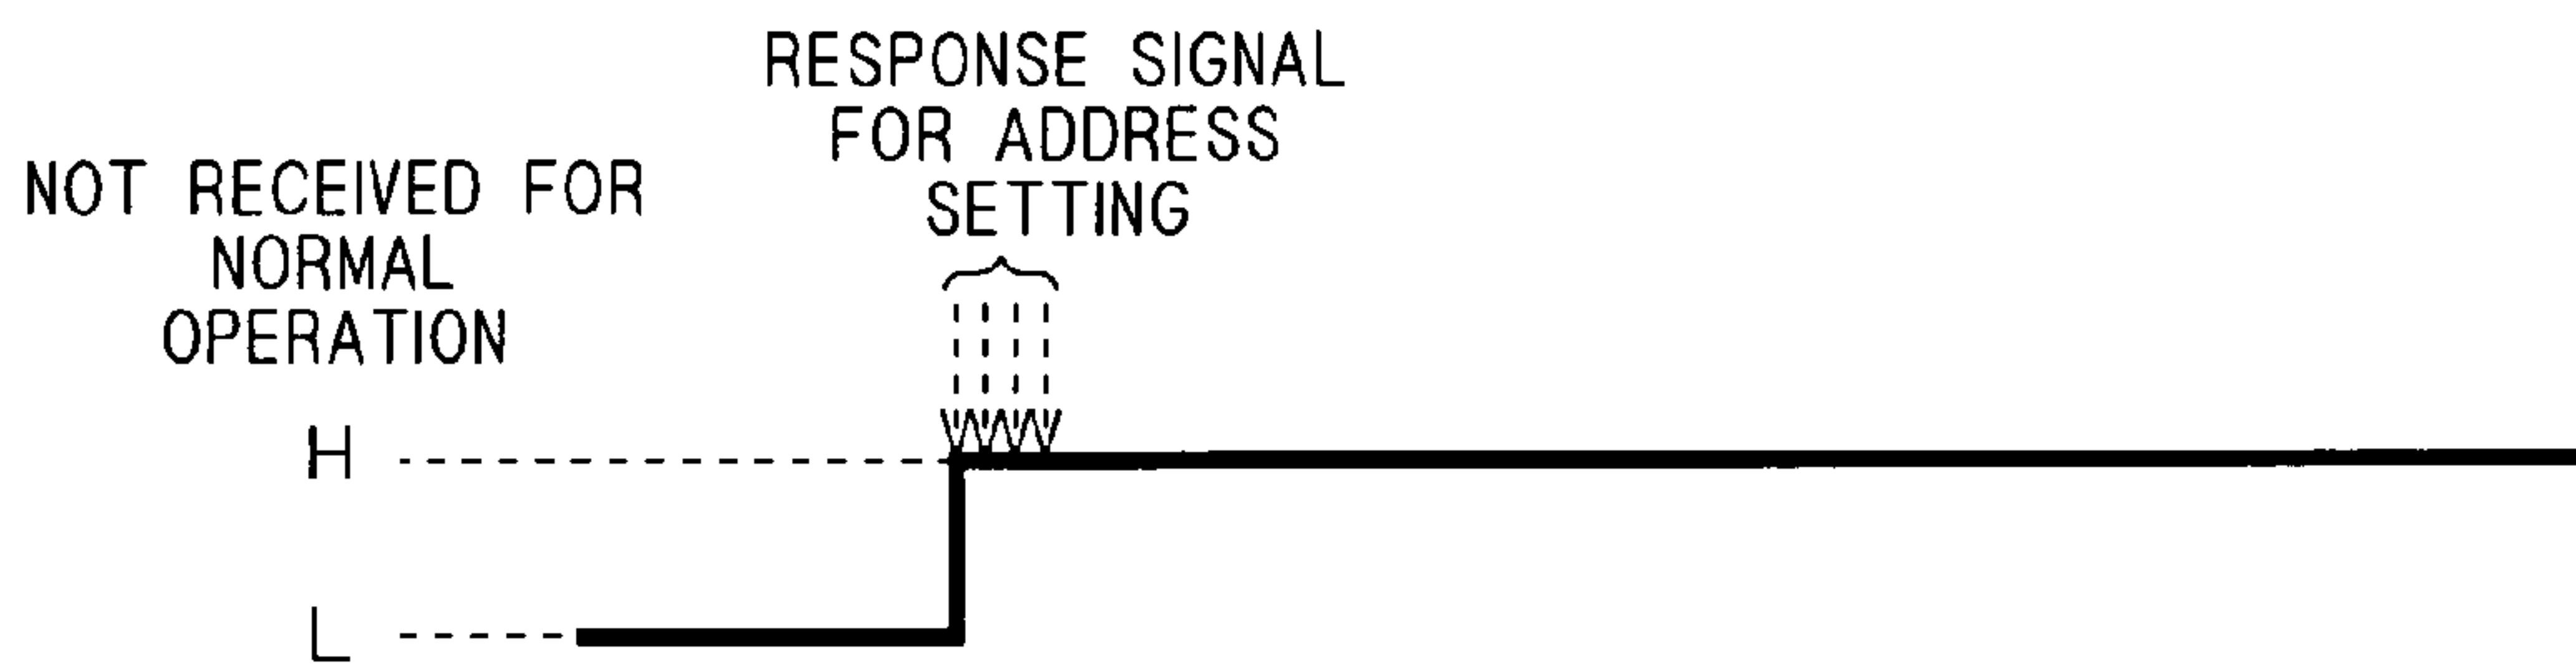 RESPONSE SIGNAL
FOR ADDRESS
SETTING
NOT RECEIVED FOR
NORMAL
OPERATION
H
L